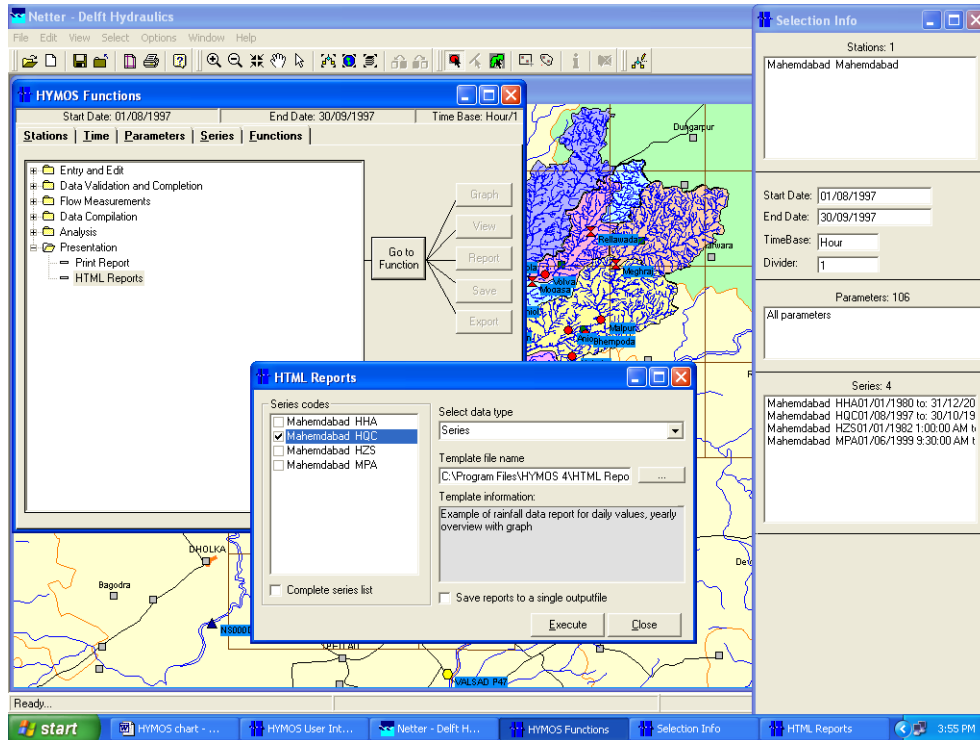 Netter - Delft Hydraulics
File Edit View Select Options Window Help
HYMOS Functions
Start Date: 01/08/1997 End Date: 30/09/1997 Time Base: Hour/1
Stations Time Parameters Series Functions
Entry and Edit
Data Validation and Completion
Flow Measurements
Data Compilation
Analysis
Presentation
Print Report
HTML Reports
Go to
Function
Graph
View
Report
Save
Export
Dungarpur
Rellawada
Meghraj
Volva
Modasa
Malpur
Bhempoda
HTML Reports
Series codes
Mahemdabad HHA
Mahemdabad HQC
Mahemdabad HZS
Mahemdabad MPA
Complete series list
Select data type
Series
Template file name
C:\Program Files\HYMOS 4\HTML Repo
...
Template information:
Example of rainfall data report for daily values, yearly
overview with graph
Save reports to a single outputfile
Execute Close
DHOLKA
Bagodra
VALSAD P47
Selection Info
Stations: 1
Mahemdabad Mahemdabad
Start Date: 01/08/1997
End Date: 30/09/1997
TimeBase: Hour
Divider: 1
Parameters: 106
All parameters
Series: 4
Mahemdabad HHA01/01/1980 to: 31/12/20
Mahemdabad HQC01/08/1997 to: 30/10/19
Mahemdabad HZS01/01/1982 1:00:00 AM t
Mahemdabad MPA01/06/1999 9:30:00 AM t
Ready...
start HYMOS chart - ... HYMOS User Int... Netter - Delft H... HYMOS Functions Selection Info HTML Reports 3:55 PM